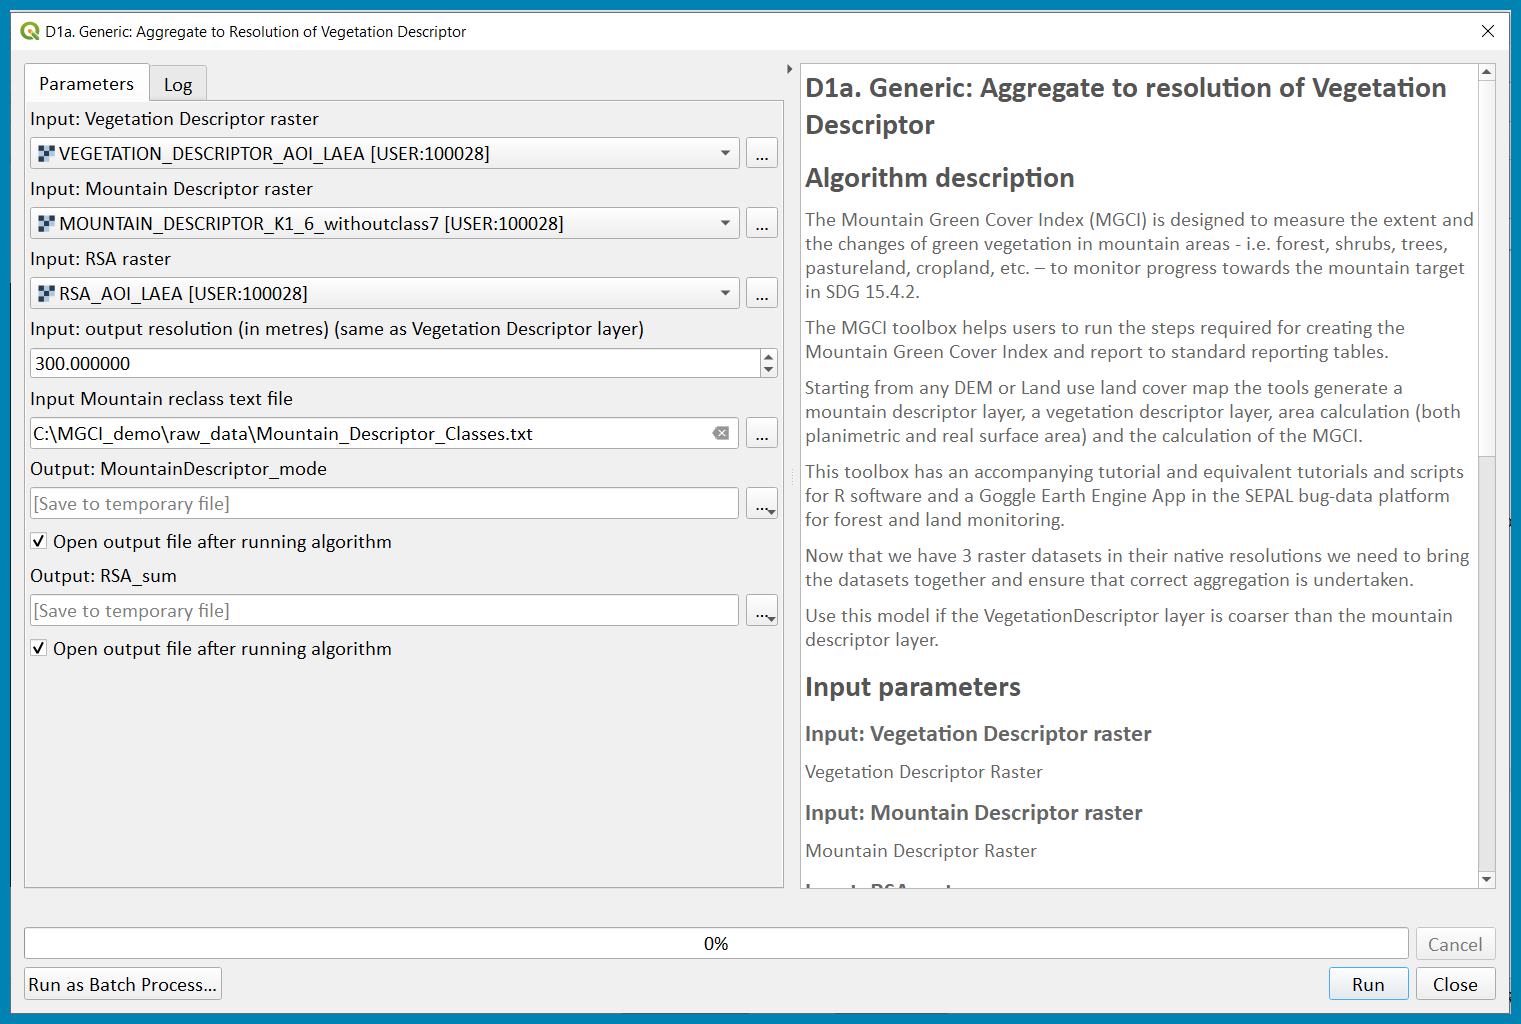 D1a. Generic: Aggregate to Resolution of Vegetation Descriptor
Parameters
Log
Input: Vegetation Descriptor raster
VEGETATION_DESCRIPTOR_AOI_LAEA [USER:100028]
...
Input: Mountain Descriptor raster
MOUNTAIN_DESCRIPTOR_K1_6_withoutclass7 [USER:100028]
...
Input: RSA raster
RSA_AOI_LAEA [USER:100028]
...
Input: output resolution (in metres) (same as Vegetation Descriptor layer)
300.000000
Input Mountain reclass text file
C:\MGCI_demo\raw_data\Mountain_Descriptor_Classes.txt
...
Output: MountainDescriptor_mode
[Save to temporary file]
...
Open output file after running algorithm
Output: RSA_sum
[Save to temporary file]
...
Open output file after running algorithm
D1a. Generic: Aggregate to resolution of Vegetation
Descriptor
Algorithm description
The Mountain Green Cover Index (MGCI) is designed to measure the extent and
the changes of green vegetation in mountain areas - i.e. forest, shrubs, trees,
pastureland, cropland, etc. – to monitor progress towards the mountain target
in SDG 15.4.2.
The MGCI toolbox helps users to run the steps required for creating the
Mountain Green Cover Index and report to standard reporting tables.
Starting from any DEM or Land use land cover map the tools generate a
mountain descriptor layer, a vegetation descriptor layer, area calculation (both
planimetric and real surface area) and the calculation of the MGCI.
This toolbox has an accompanying tutorial and equivalent tutorials and scripts
for R software and a Goggle Earth Engine App in the SEPAL bug-data platform
for forest and land monitoring.
Now that we have 3 raster datasets in their native resolutions we need to bring
the datasets together and ensure that correct aggregation is undertaken.
Use this model if the VegetationDescriptor layer is coarser than the mountain
descriptor layer.
Input parameters
Input: Vegetation Descriptor raster
Vegetation Descriptor Raster
Input: Mountain Descriptor raster
Mountain Descriptor Raster
0%
Cancel
Run as Batch Process...
Run
Close